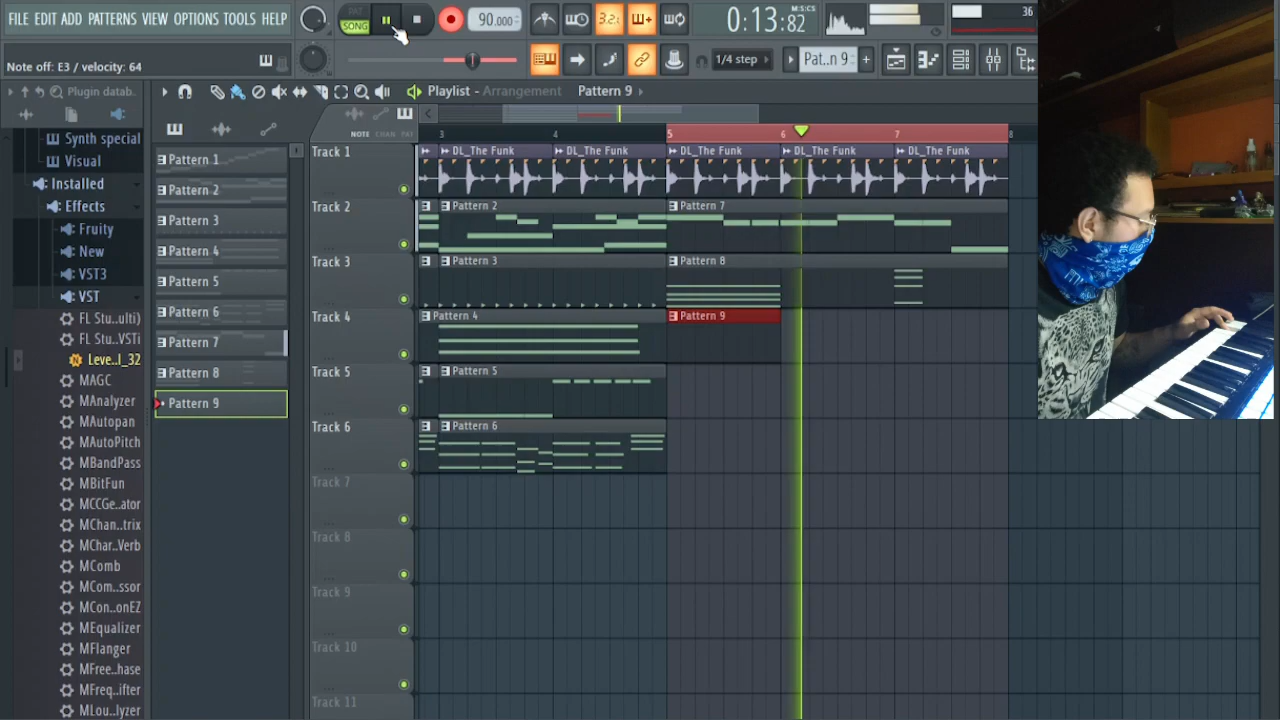 FILE EDIT ADD PATTERNS VIEW OPTIONS TOOLS HELP
PAT
SONG
90.000
3.2
0:13:82
M:S:CS
36
Note off: E3 / velocity: 64
1/4 step
Pat..n 9
Plugin datab.
Playlist - Arrangement
Pattern 9
NOTE CHAN PAT
3 4 5 6 7 8
Synth special
Visual
Installed
Effects
Fruity
New
VST3
VST
FL Stu...ulti)
FL Stu..VSTi
Leve..l_32
MAGC
MAnalyzer
MAutopan
MAutoPitch
MBandPass
MBitFun
MCCGe..ator
MChan..trix
MChar..Verb
MComb
MCom..ssor
MCon..onEZ
MEqualizer
MFlanger
MFree..hase
MFreq..ifter
MLou..lyzer
Pattern 1
Pattern 2
Pattern 3
Pattern 4
Pattern 5
Pattern 6
Pattern 7
Pattern 8
Pattern 9
Track 1
DL_The Funk
DL_The Funk
DL_The Funk
DL_The Funk
DL_The Funk
Track 2
Pattern 2
Pattern 7
Track 3
Pattern 3
Pattern 8
Track 4
Pattern 4
Pattern 9
Track 5
Pattern 5
Track 6
Pattern 6
Track 7
Track 8
Track 9
Track 10
Track 11